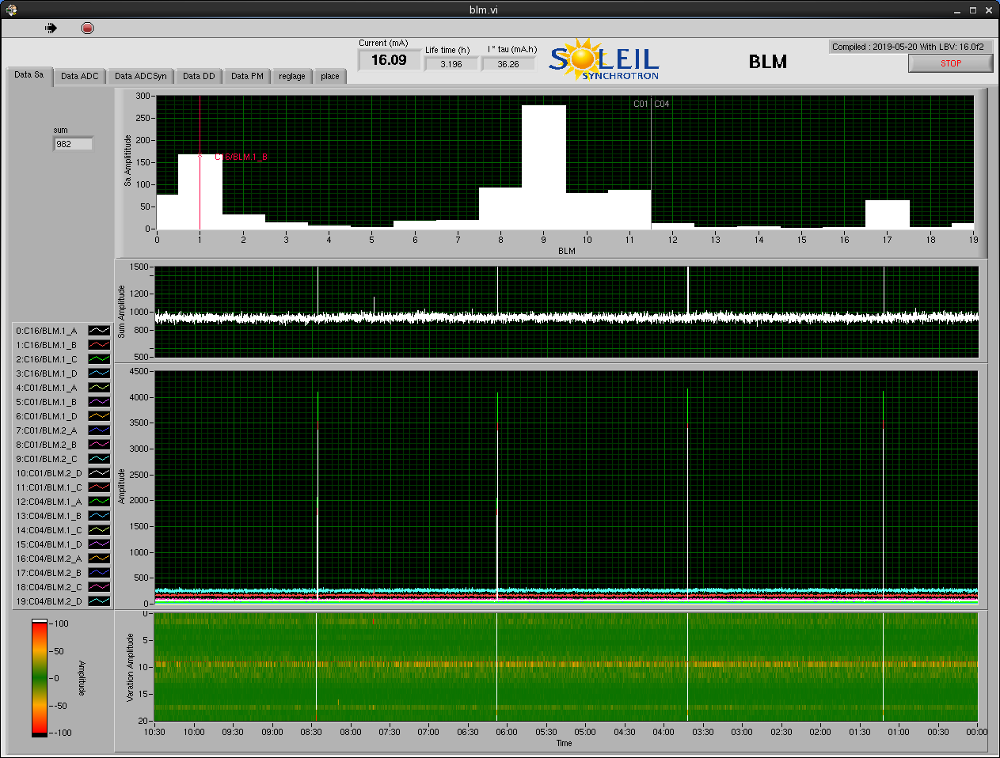 blm.vi
Current (mA)
16.09
Life time (h)
3.196
I * tau (mA.h)
36.26
SOLEIL
SYNCHROTRON
BLM
Compiled : 2019-05-20 With LBV: 16.0f2
STOP
Data Sa
Data ADC
Data ADCSyn
Data DD
Data PM
reglage
place
sum
982
Sa Amplititude
300
250
200
150
100
50
0
C16/BLM.1_B
C01
C04
0 1 2 3 4 5 6 7 8 9 10 11 12 13 14 15 16 17 18 19
BLM
Sum Amplitude
1500
1200
1000
800
500
0:C16/BLM.1_A
1:C16/BLM.1_B
2:C16/BLM.1_C
3:C16/BLM.1_D
4:C01/BLM.1_A
5:C01/BLM.1_B
6:C01/BLM.1_D
7:C01/BLM.2_A
8:C01/BLM.2_B
9:C01/BLM.2_C
10:C01/BLM.2_D
11:C01/BLM.1_C
12:C04/BLM.1_A
13:C04/BLM.1_B
14:C04/BLM.1_C
15:C04/BLM.1_D
16:C04/BLM.2_A
17:C04/BLM.2_B
18:C04/BLM.2_C
19:C04/BLM.2_D
Amplitude
4500
4000
3500
3000
2500
2000
1500
1000
500
0
100
50
0
-50
-100
Amplitude
Varation Amplitude
0
5
10
15
20
10:30 10:00 09:30 09:00 08:30 08:00 07:30 07:00 06:30 06:00 05:30 05:00 04:30 04:00 03:30 03:00 02:30 02:00 01:30 01:00 00:30 00:00
Time